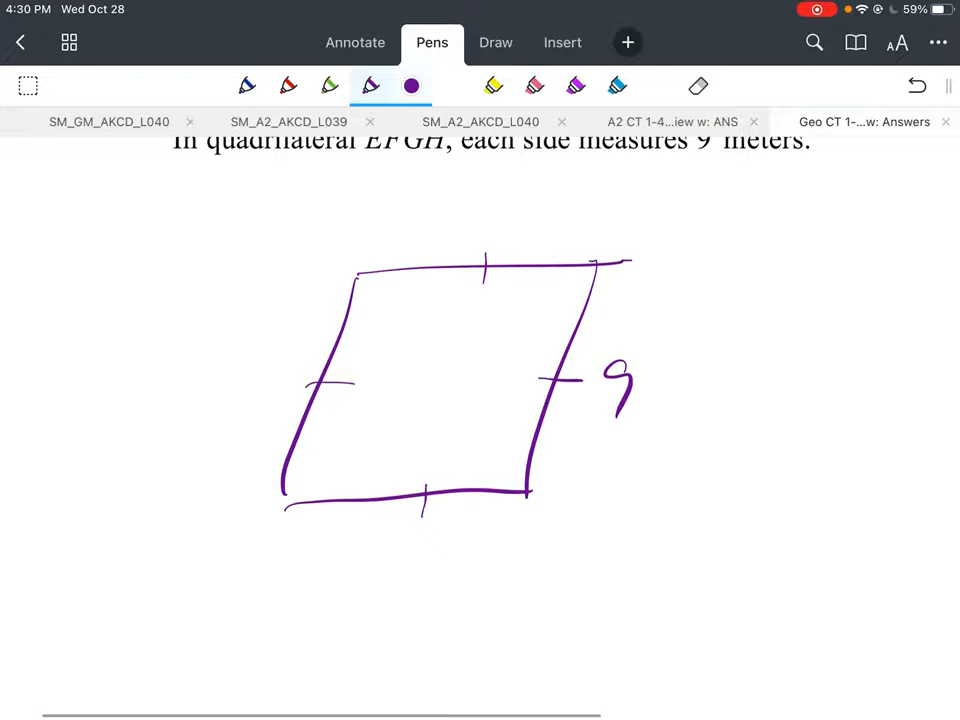 4:30 PM Wed Oct 28 59%
Annotate Pens Draw Insert
AA
SM_GM_AKCD_L040 SM_A2_AKCD_L039 SM_A2_AKCD_L040 A2 CT 1-4...iew w: ANS Geo CT 1-...w: Answers
In quadrilateral EFGH, each side measures 9 meters.
9